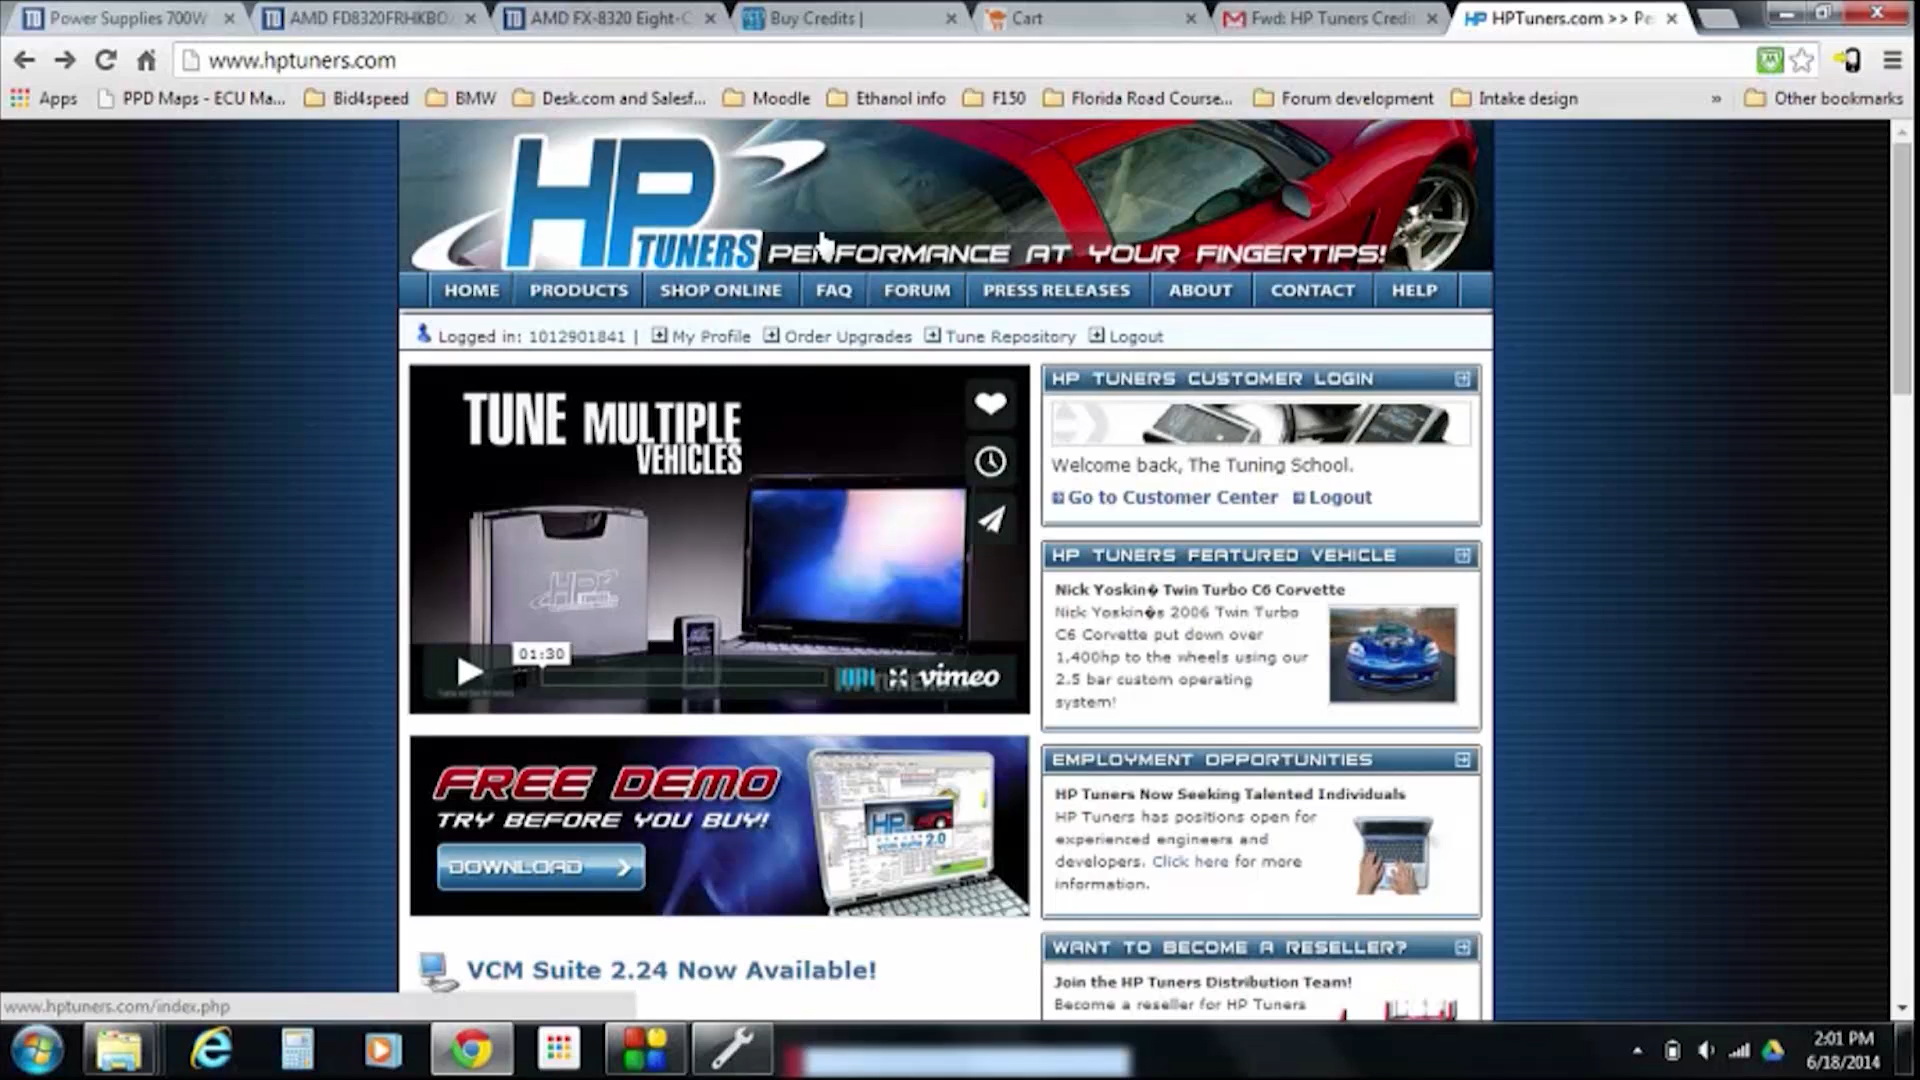 Power Supplies 700W
AMD FD8320FRHKBO
AMD FX-8320 Eight-C
Buy Credits |
Cart
Fwd: HP Tuners Credi
HPTuners.com >> Pe
www.hptuners.com
Apps
PPD Maps - ECU Ma...
Bid4speed
BMW
Desk.com and Salesf...
Moodle
Ethanol info
F150
Florida Road Course...
Forum development
Intake design
»
Other bookmarks
HP TUNERS
PERFORMANCE AT YOUR FINGERTIPS!
HOME
PRODUCTS
SHOP ONLINE
FAQ
FORUM
PRESS RELEASES
ABOUT
CONTACT
HELP
Logged in: 1012901841 | My Profile Order Upgrades Tune Repository Logout
TUNE MULTIPLE
VEHICLES
01:30
vimeo
FREE DEMO
TRY BEFORE YOU BUY!
DOWNLOAD
HP
vcm suite 2.0
VCM Suite 2.24 Now Available!
HP TUNERS CUSTOMER LOGIN
Welcome back, The Tuning School.
Go to Customer Center Logout
HP TUNERS FEATURED VEHICLE
Nick Yoskin� Twin Turbo C6 Corvette
Nick Yoskin�s 2006 Twin Turbo
C6 Corvette put down over
1,400hp to the wheels using our
2.5 bar custom operating
system!
EMPLOYMENT OPPORTUNITIES
HP Tuners Now Seeking Talented Individuals
HP Tuners has positions open for
experienced engineers and
developers. Click here for more
information.
WANT TO BECOME A RESELLER?
Join the HP Tuners Distribution Team!
Become a reseller for HP Tuners
www.hptuners.com/index.php
2:01 PM
6/18/2014